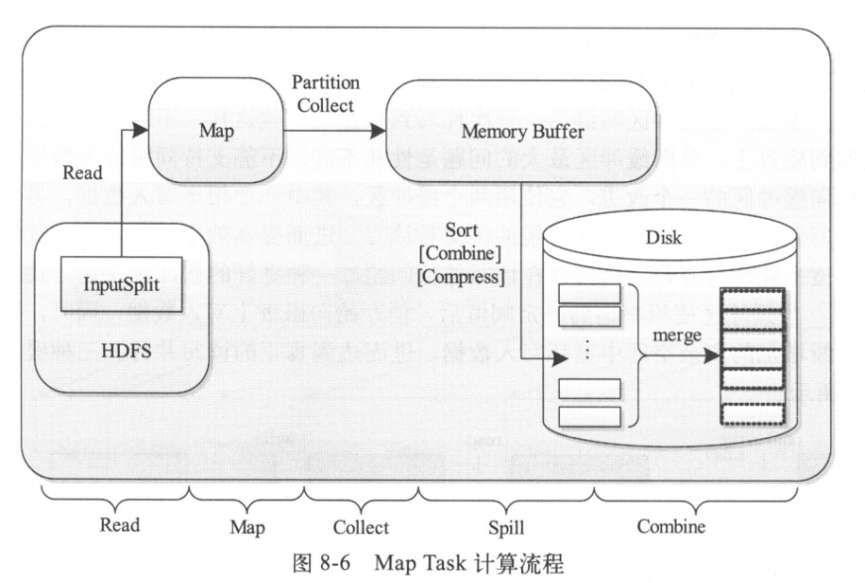 Partition
Collect
Map
Memory Buffer
Read
Sort
[Combine]
[Compress]
Disk
InputSplit
HDFS
merge
Read
Map
Collect
Spill
Combine
图 8-6 Map Task 计算流程